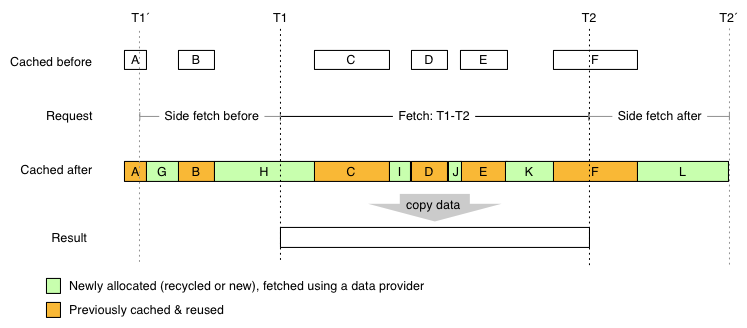 T1´ T1 T2 T2´
Cached before A B C D E F
Request Side fetch before Fetch: T1-T2 Side fetch after
Cached after A G B H C I D J E K F L
copy data
Result
Newly allocated (recycled or new), fetched using a data provider
Previously cached & reused